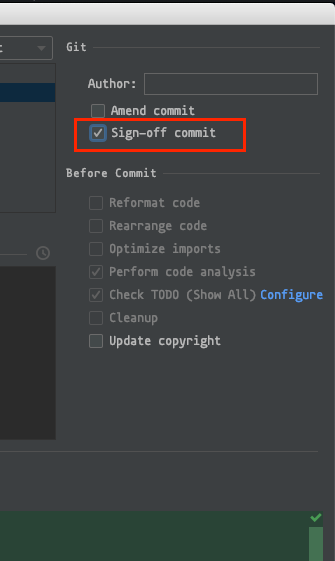 Git
Author:
Amend commit
Sign-off commit
Before Commit
Reformat code
Rearrange code
Optimize imports
Perform code analysis
Check TODO (Show All) Configure
Cleanup
Update copyright